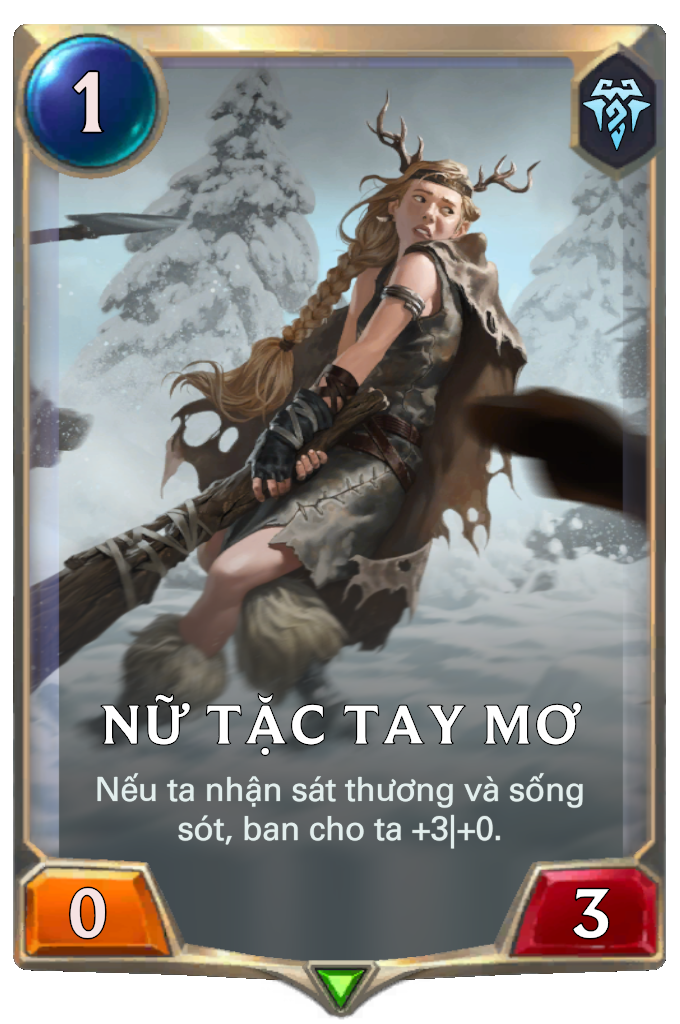 1
NỮ TẶC TAY MƠ
Nếu ta nhận sát thương và sống
sót, ban cho ta +3|+0.
0
3